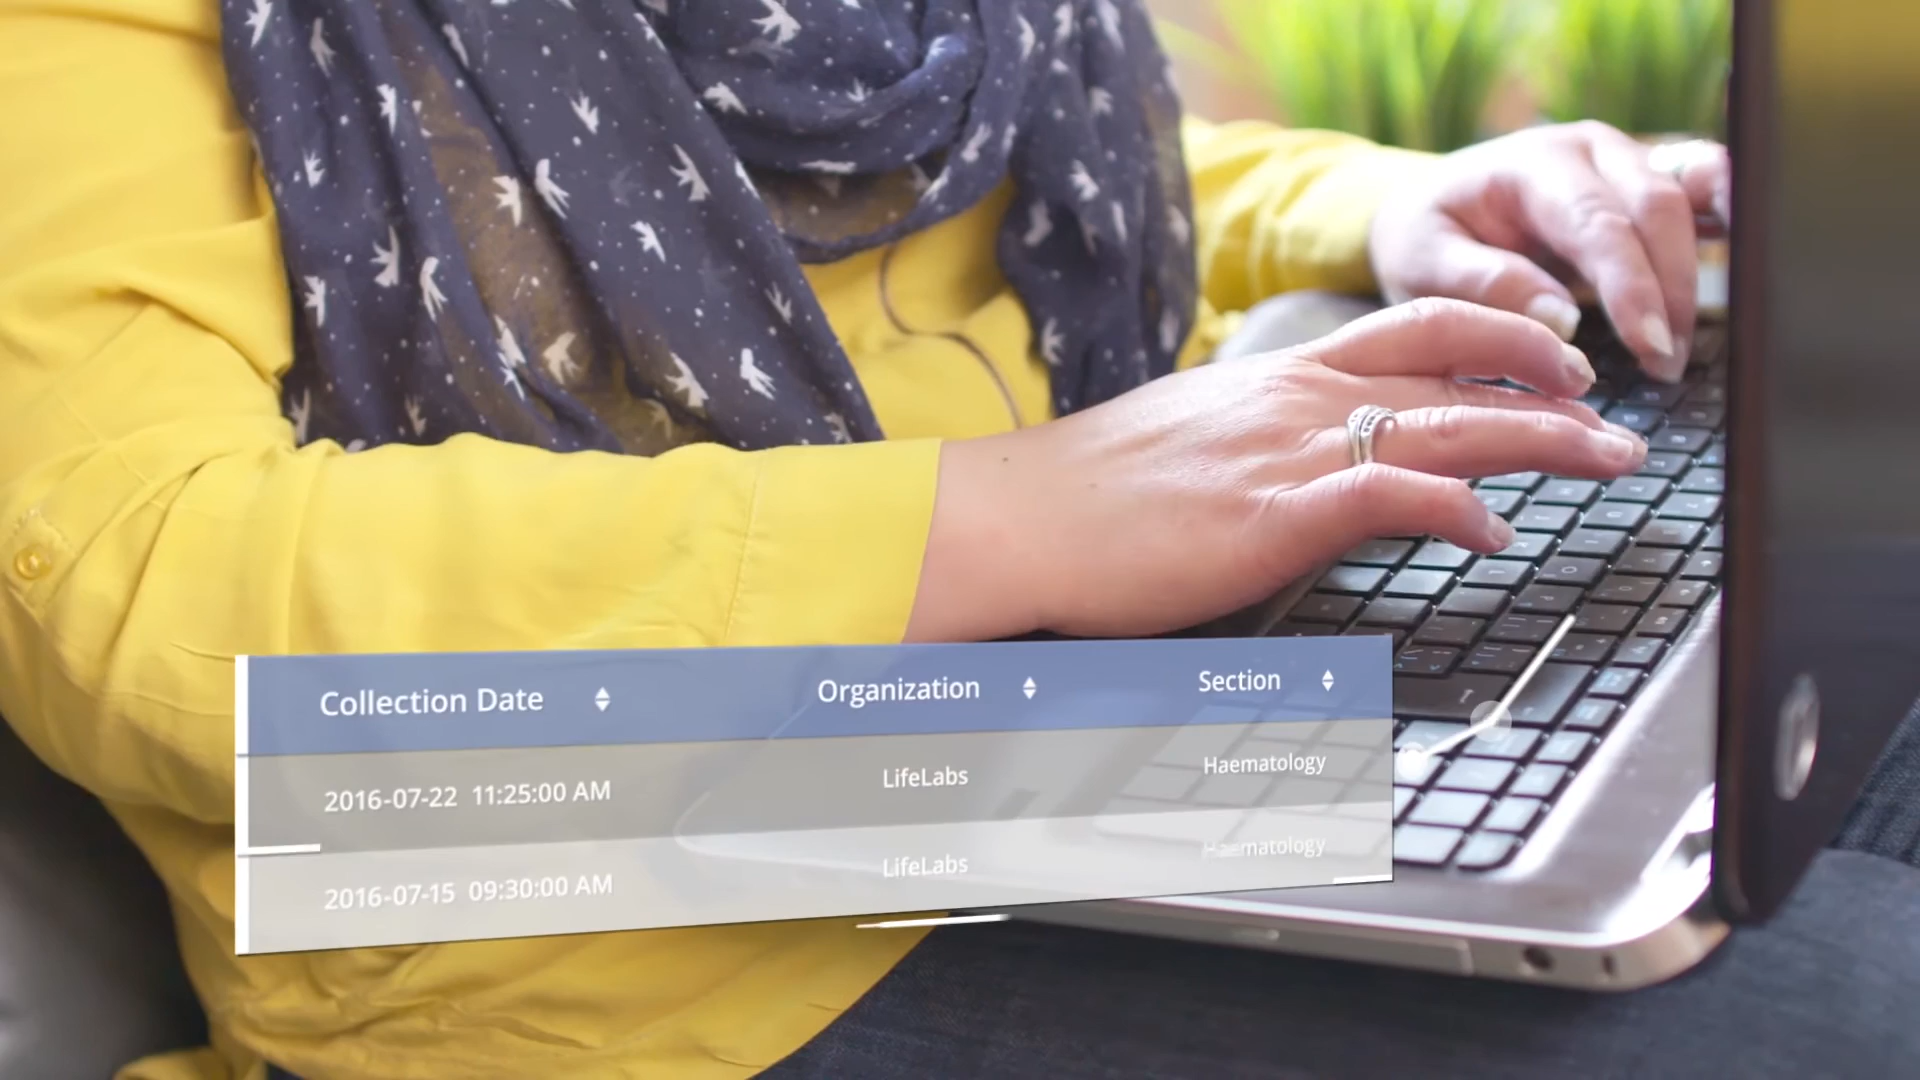 Collection Date Organization Section
2016-07-22 11:25:00 AM LifeLabs Haematology
2016-07-15 09:30:00 AM LifeLabs Haematology